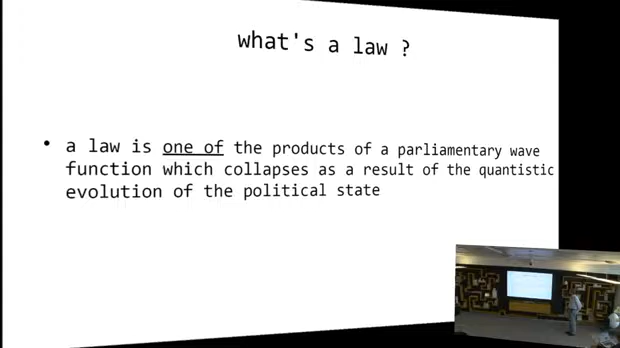 what's a law ?
• a law is one of the products of a parliamentary wave
function which collapses as a result of the quantistic
evolution of the political state